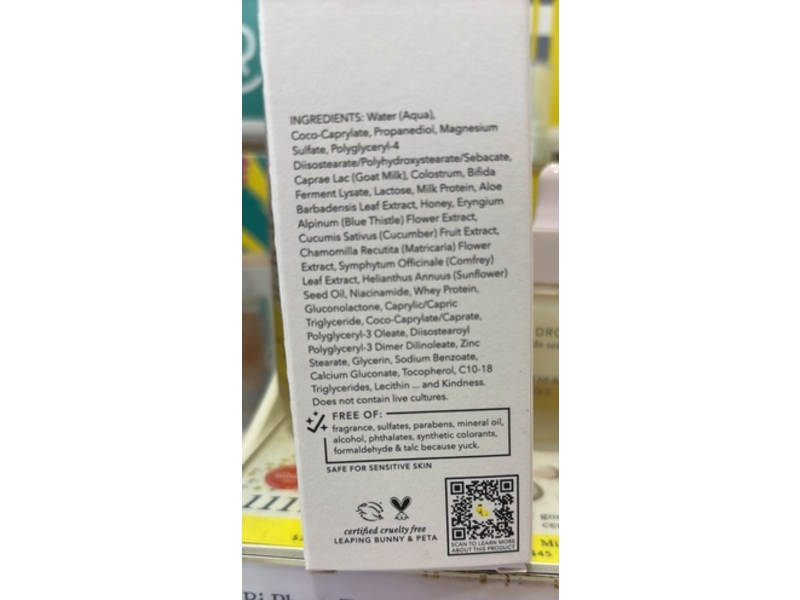 INGREDIENTS: Water (Aqua),
Coco-Caprylate, Propanediol, Magnesium
Sulfate, Polyglyceryl-4
Diisostearate/Polyhydroxystearate/Sebacate,
Caprae Lac (Goat Milk), Colostrum, Bifida
Ferment Lysate, Lactose, Milk Protein, Aloe
Barbadensis Leaf Extract, Honey, Eryngium
Alpinum (Blue Thistle) Flower Extract,
Cucumis Sativus (Cucumber) Fruit Extract,
Chamomilla Recutita (Matricaria) Flower
Extract, Symphytum Officinale (Comfrey)
Leaf Extract, Helianthus Annuus (Sunflower)
Seed Oil, Niacinamide, Whey Protein,
Gluconolactone, Caprylic/Capric
Triglyceride, Coco-Caprylate/Caprate,
Polyglyceryl-3 Oleate, Diisostearoyl
Polyglyceryl-3 Dimer Dilinoleate, Zinc
Stearate, Glycerin, Sodium Benzoate,
Calcium Gluconate, Tocopherol, C10-18
Triglycerides, Lecithin ... and Kindness.
Does not contain live cultures.
FREE OF:
fragrance, sulfates, parabens, mineral oil,
alcohol, phthalates, synthetic colorants,
formaldehyde & talc because yuck.
SAFE FOR SENSITIVE SKIN
certified cruelty free
LEAPING BUNNY & PETA
SCAN TO LEARN MORE
ABOUT THIS PRODUCT